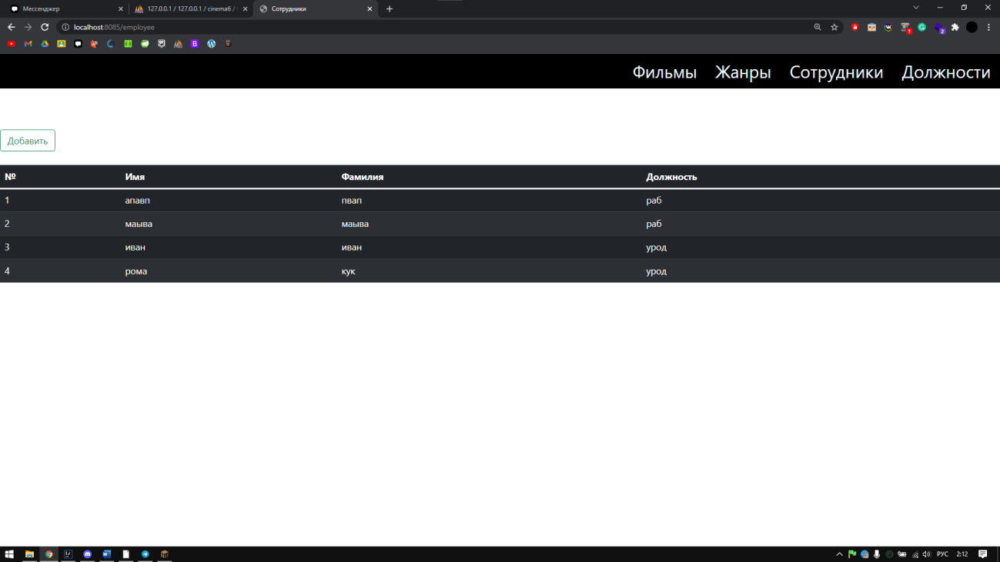 Мессенджер
127.0.0.1 / 127.0.0.1 / cinema6 /
Сотрудники
localhost:8085/employee
Фильмы Жанры Сотрудники Должности
Добавить
№ Имя Фамилия Должность
1 апавп пвап раб
2 маыва маыва раб
3 иван иван урод
4 рома кук урод
РУС 2:12